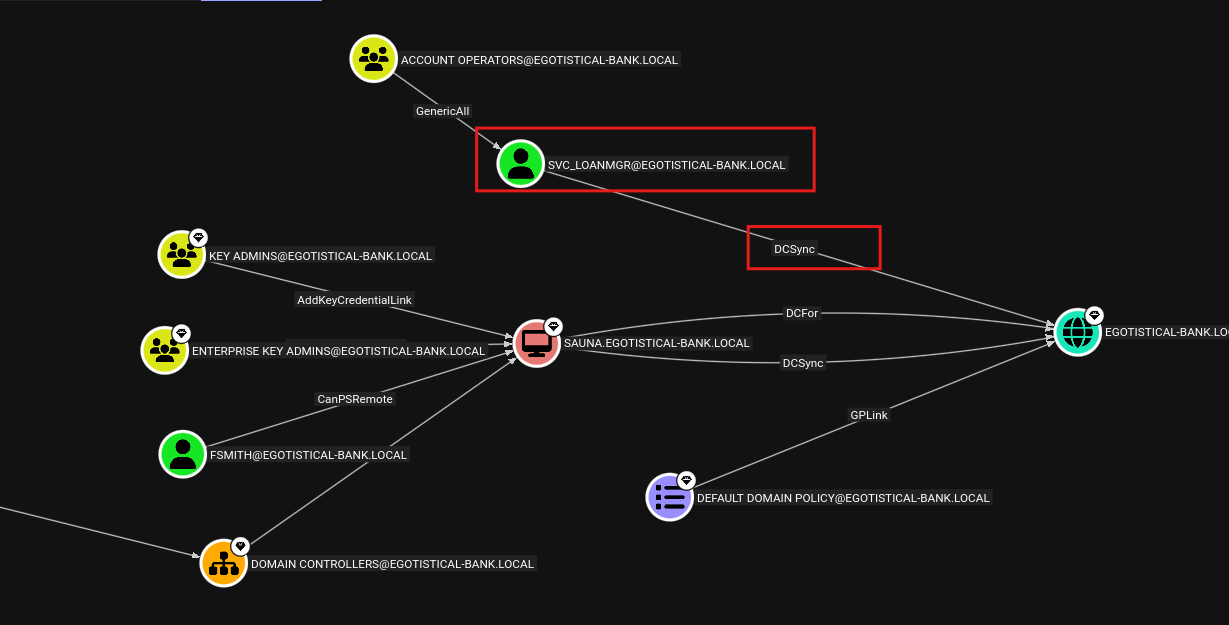 ACCOUNT OPERATORS@EGOTISTICAL-BANK.LOCAL
GenericAll
SVC_LOANMGR@EGOTISTICAL-BANK.LOCAL
DCSync
KEY ADMINS@EGOTISTICAL-BANK.LOCAL
AddKeyCredentialLink
DCFor
EGOTISTICAL-BANK.LO
SAUNA.EGOTISTICAL-BANK.LOCAL
ENTERPRISE KEY ADMINS@EGOTISTICAL-BANK.LOCAL
DCSync
CanPSRemote
GPLink
FSMITH@EGOTISTICAL-BANK.LOCAL
DEFAULT DOMAIN POLICY@EGOTISTICAL-BANK.LOCAL
DOMAIN CONTROLLERS@EGOTISTICAL-BANK.LOCAL